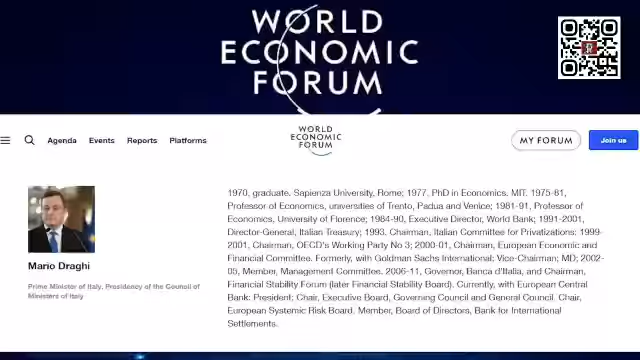 WORLD
ECONOMIC
FORUM
Agenda Events Reports Platforms
WORLD
ECONOMIC
FORUM
MY FORUM
Join us
Mario Draghi
Prime Minister of Italy, Presidency of the Council of
Ministers of Italy
1970, graduate, Sapienza University, Rome; 1977, PhD in Economics, MIT. 1975-81,
Professor of Economics, universities of Trento, Padua and Venice; 1981-91, Professor of
Economics, University of Florence; 1984-90, Executive Director, World Bank; 1991-2001,
Director-General, Italian Treasury; 1993, Chairman, Italian Committee for Privatizations; 1999-
2001, Chairman, OECD's Working Party No 3; 2000-01, Chairman, European Economic and
Financial Committee. Formerly, with Goldman Sachs International: Vice-Chairman; MD; 2002-
05, Member, Management Committee. 2006-11, Governor, Banca d'Italia, and Chairman,
Financial Stability Forum (later Financial Stability Board). Currently, with European Central
Bank: President; Chair, Executive Board, Governing Council and General Council. Chair,
European Systemic Risk Board. Member, Board of Directors, Bank for International
Settlements.